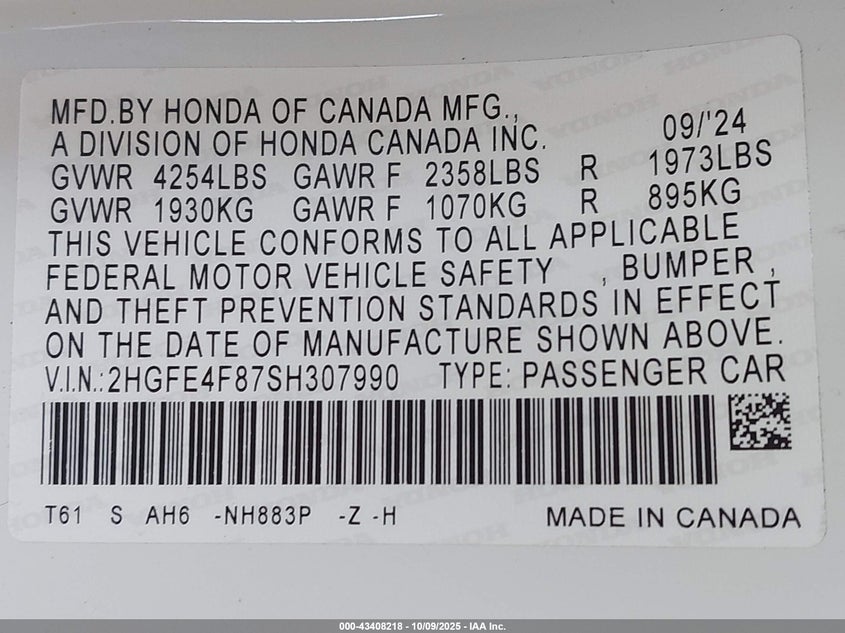 MFD.BY HONDA OF CANADA MFG.,
A DIVISION OF HONDA CANADA INC. 09/'24
GVWR 4254LBS GAWR F 2358LBS R 1973LBS
GVWR 1930KG GAWR F 1070KG R 895KG
THIS VEHICLE CONFORMS TO ALL APPLICABLE
FEDERAL MOTOR VEHICLE SAFETY , BUMPER ,
AND THEFT PREVENTION STANDARDS IN EFFECT
ON THE DATE OF MANUFACTURE SHOWN ABOVE.
V.I.N.:2HGFE4F87SH307990 TYPE: PASSENGER CAR
T61 S AH6 -NH883P -Z -H MADE IN CANADA
000-43408218 - 10/09/2025 - IAA Inc.